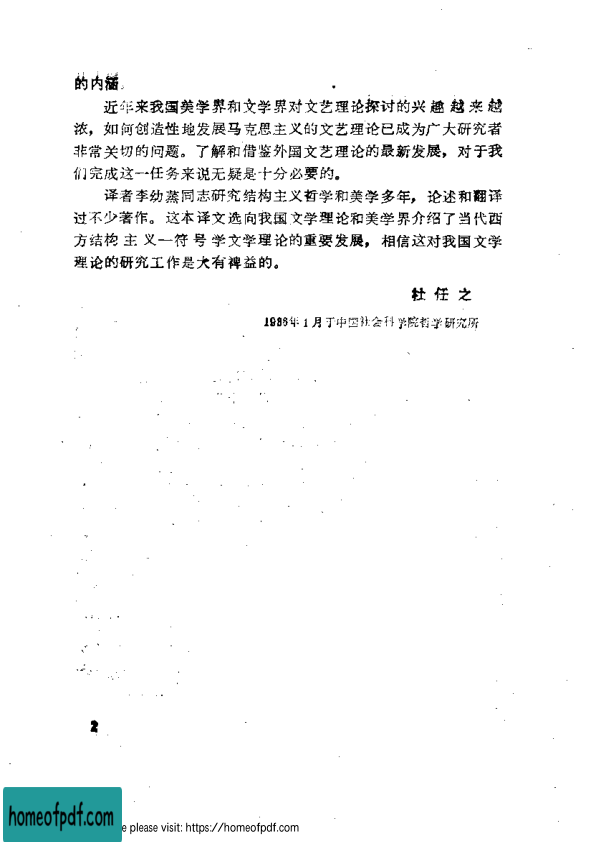 的内涵。
近年来我国美学界和文学界对文艺理论探讨的兴趣越来越
浓，如何创造性地发展马克思主义的文艺理论已成为广大研究者
非常关切的问题。了解和借鉴外国文艺理论的最新发展，对于我
们完成这一任务来说无疑是十分必要的。
译者李幼蒸同志研究结构主义哲学和美学多年，论述和翻译
过不少著作。这本译文选向我国文学理论和美学界介绍了当代西
方结构主义—符号学文学理论的重要发展，相信这对我国文学
理论的研究工作是大有裨益的。
杜任之
1986年1月于中国社会科学院哲学研究所
2
homeofpdf.com
e please visit: https://homeofpdf.com